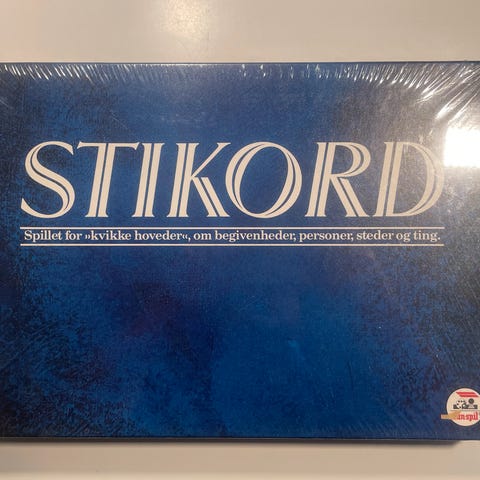 STIKORD
Spillet for »kvikke hoveder«, om begivenheder, personer, steder og ting.